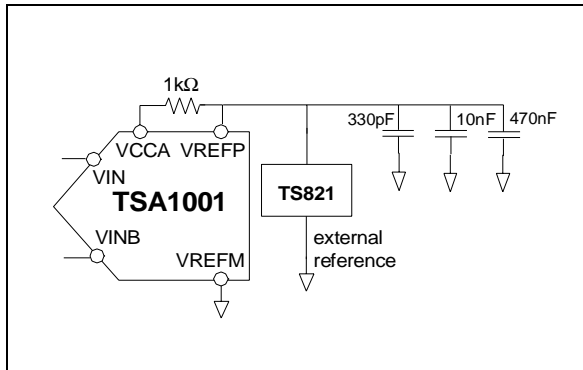 1kΩ
330pF
10nF
470nF
VCCA
VREFP
VIN
TSA1001
TS821
VINB
VREFM
external
reference